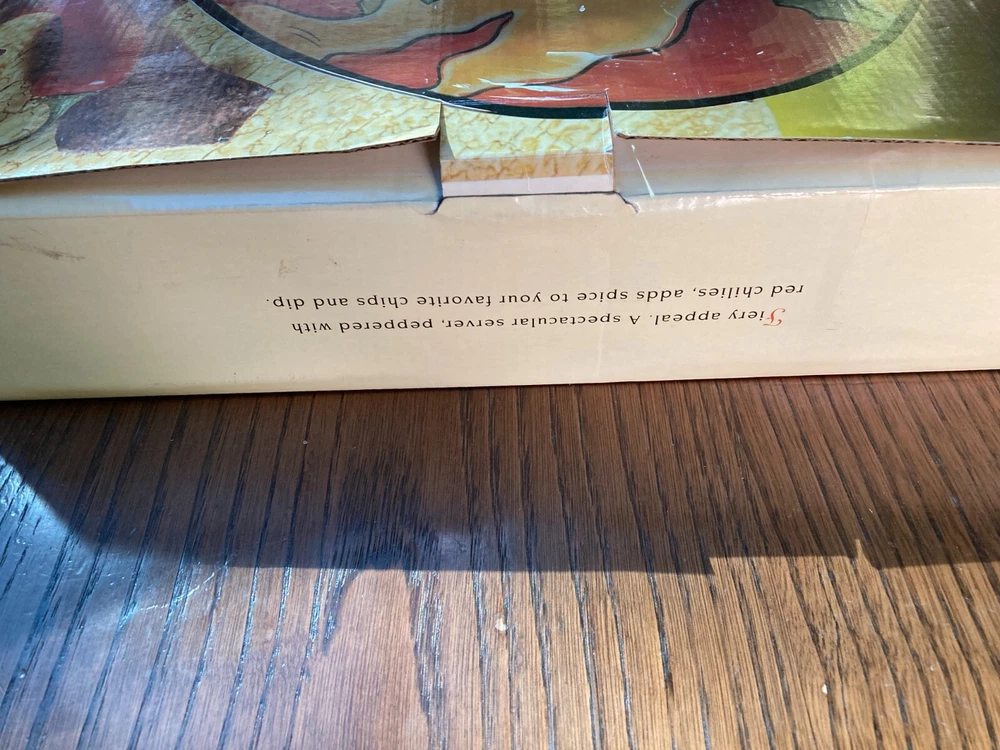 Fiery appeal. A spectacular server, peppered with
red chilies, adds spice to your favorite chips and dip.